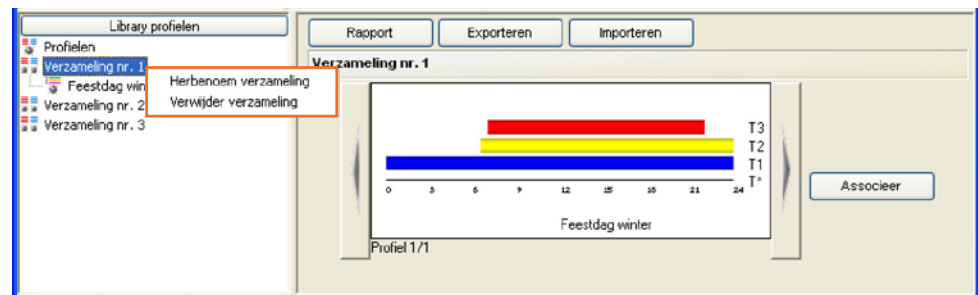 Library profielen
Profielen
Verzameling nr. 1
Feestdag win
Verzameling nr. 2
Verzameling nr. 3
Herbenoem verzameling
Verwijder verzameling
Rapport Exporteren Importeren
Verzameling nr. 1
T3
T2
T1
T*
0 3 6 9 12 15 18 21 24
Feestdag winter
Profiel 1/1
Associeer